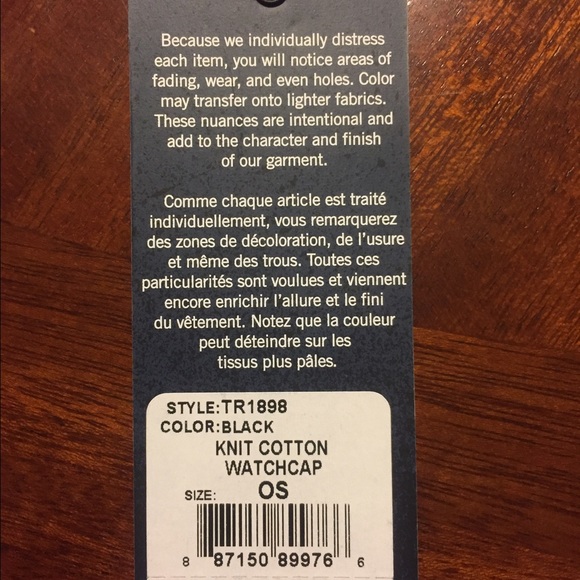 Because we individually distress
each item, you will notice areas of
fading, wear, and even holes. Color
may transfer onto lighter fabrics.
These nuances are intentional and
add to the character and finish
of our garment.
Comme chaque article est traité
individuellement, vous remarquerez
des zones de décoloration, de l'usure
et même des trous. Toutes ces
particularités sont voulues et viennent
encore enrichir l'allure et le fini
du vêtement. Notez que la couleur
peut déteindre sur les
tissus plus pâles.
STYLE:TR1898
COLOR:BLACK
KNIT COTTON
WATCHCAP
SIZE: OS
8 87150 89976 6